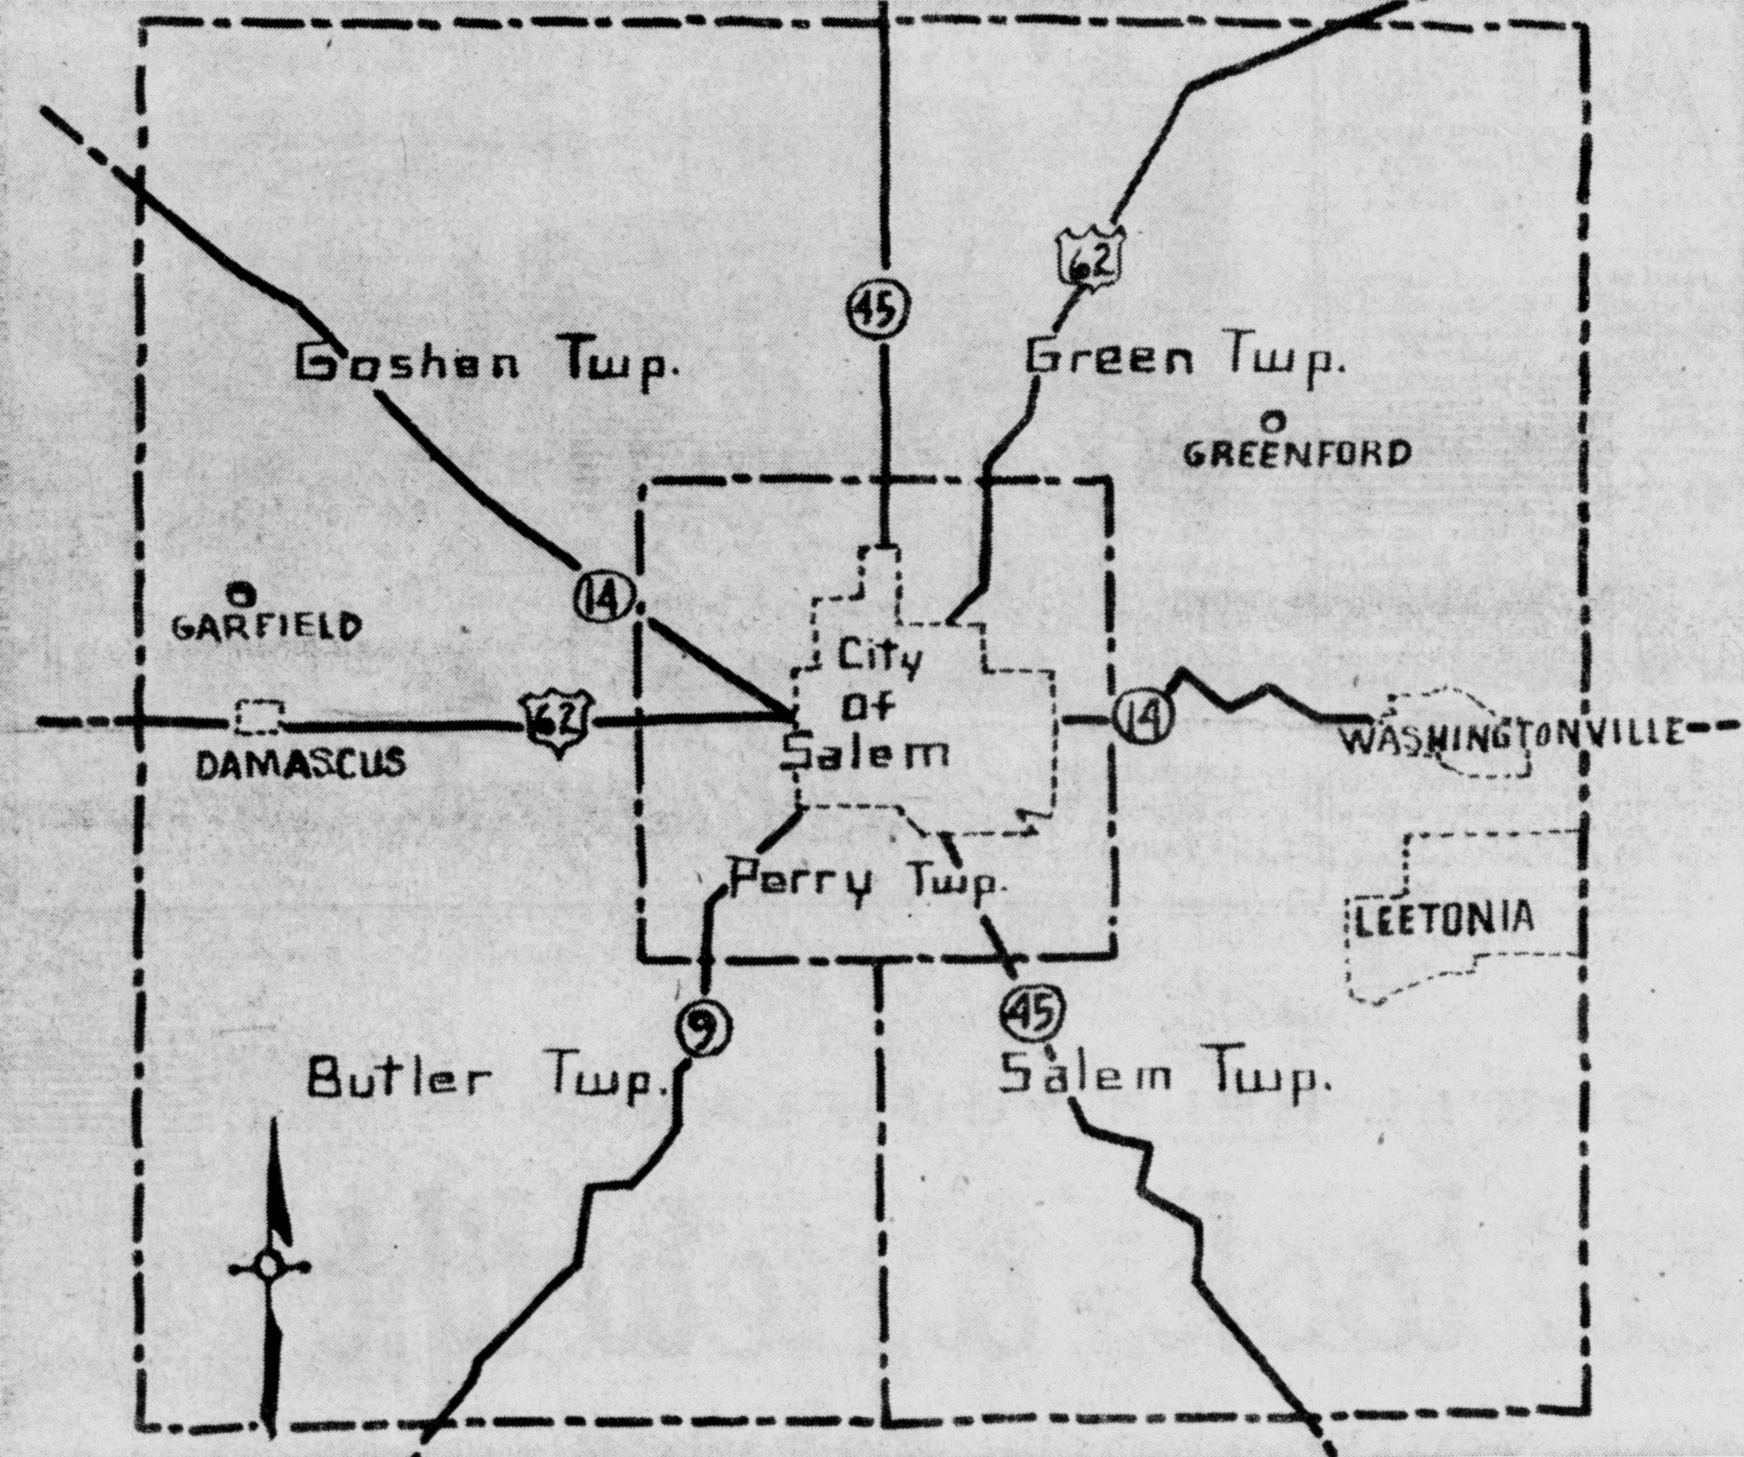 45
62
Goshen Twp.
Green Twp.
GREENFORD
14
GARFIELD
City
of
Salem
62
14
DAMASCUS
WASHINGTONVILLE
Perry Twp.
LEETONIA
9
45
Butler Twp.
Salem Twp.